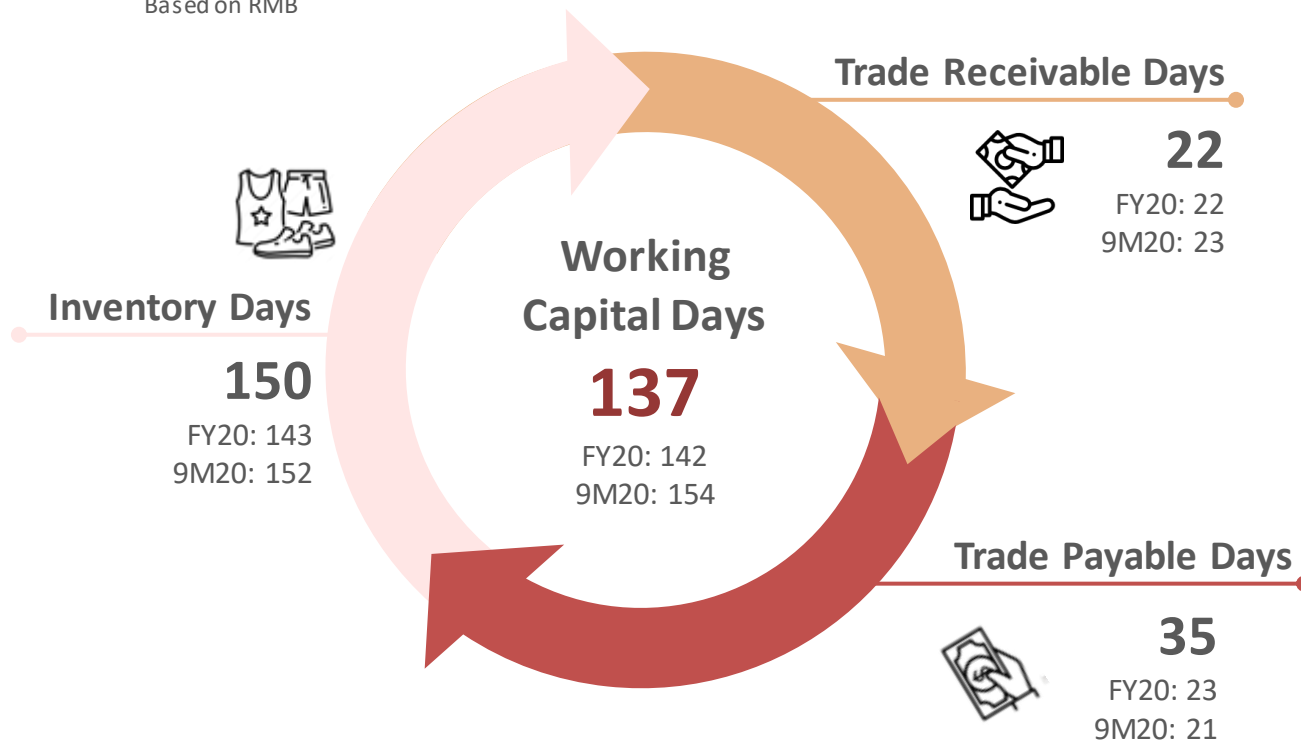 Based on RMB
Trade Receivable Days
22
FY20: 22
9M20: 23
Inventory Days
150
FY20: 143
9M20: 152
Working
Capital Days
137
FY20: 142
9M20: 154
Trade Payable Days
35
FY20: 23
9M20: 21